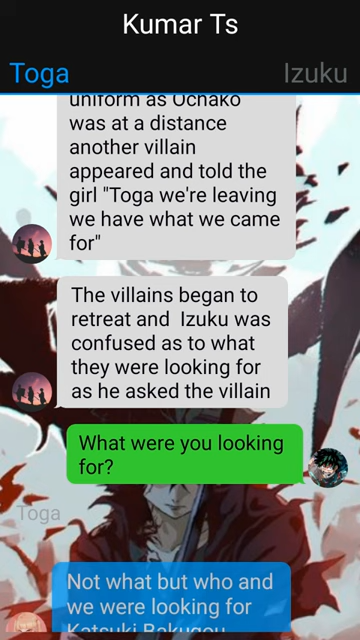 Kumar Ts
Toga
Izuku
uniform as Ochako
was at a distance
another villain
appeared and told the
girl "Toga we're leaving
we have what we came
for"
The villains began to
retreat and Izuku was
confused as to what
they were looking for
as he asked the villain
What were you looking
for?
Toga
Not what but who and
we were looking for
Katsuki Bakugou